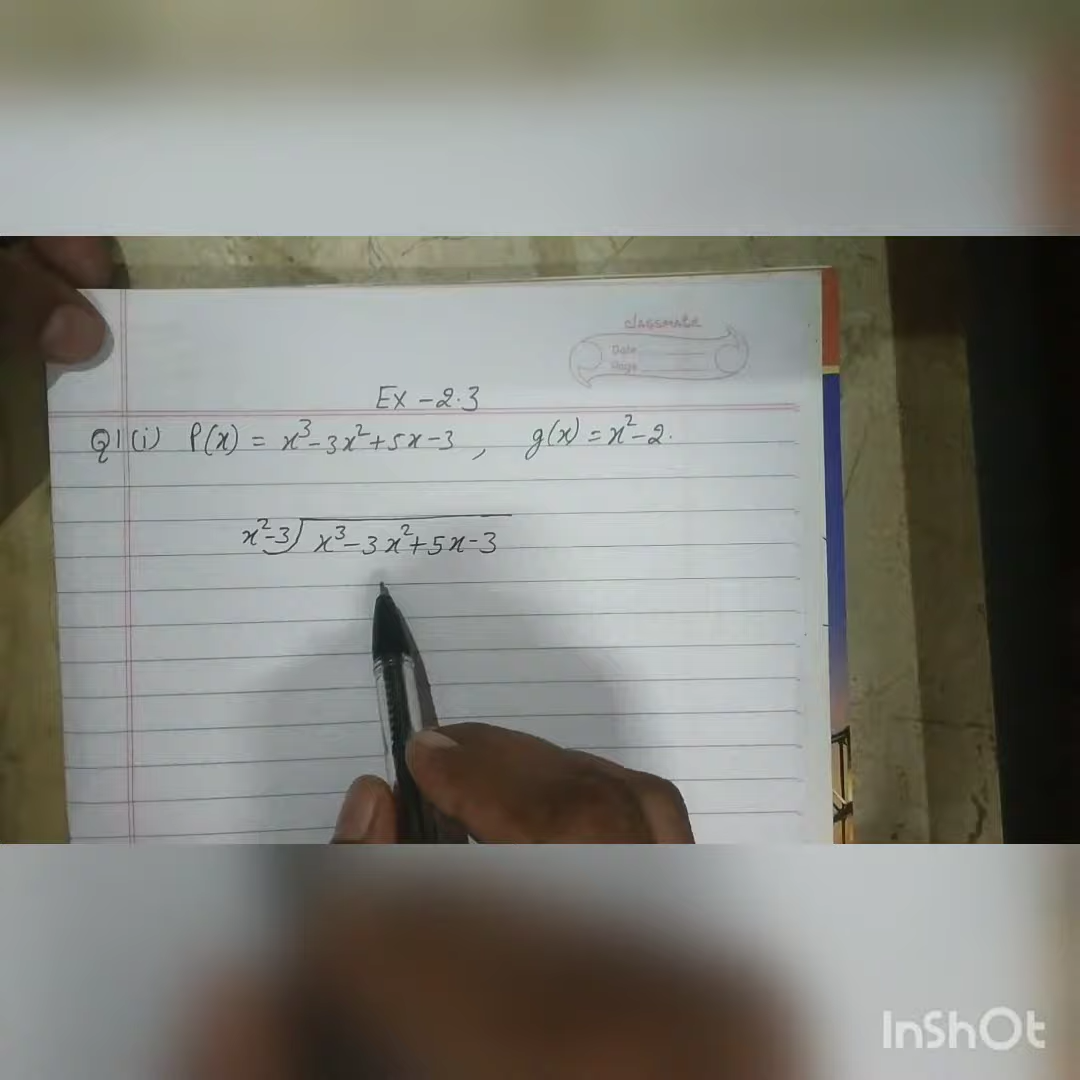 classmate
Date
Page
Ex - 2.3
Q1 (i) P(x) = x³-3x²+5x-3, g(x) = x²-2.
x²-3) x³-3x²+5x-3
InShOt